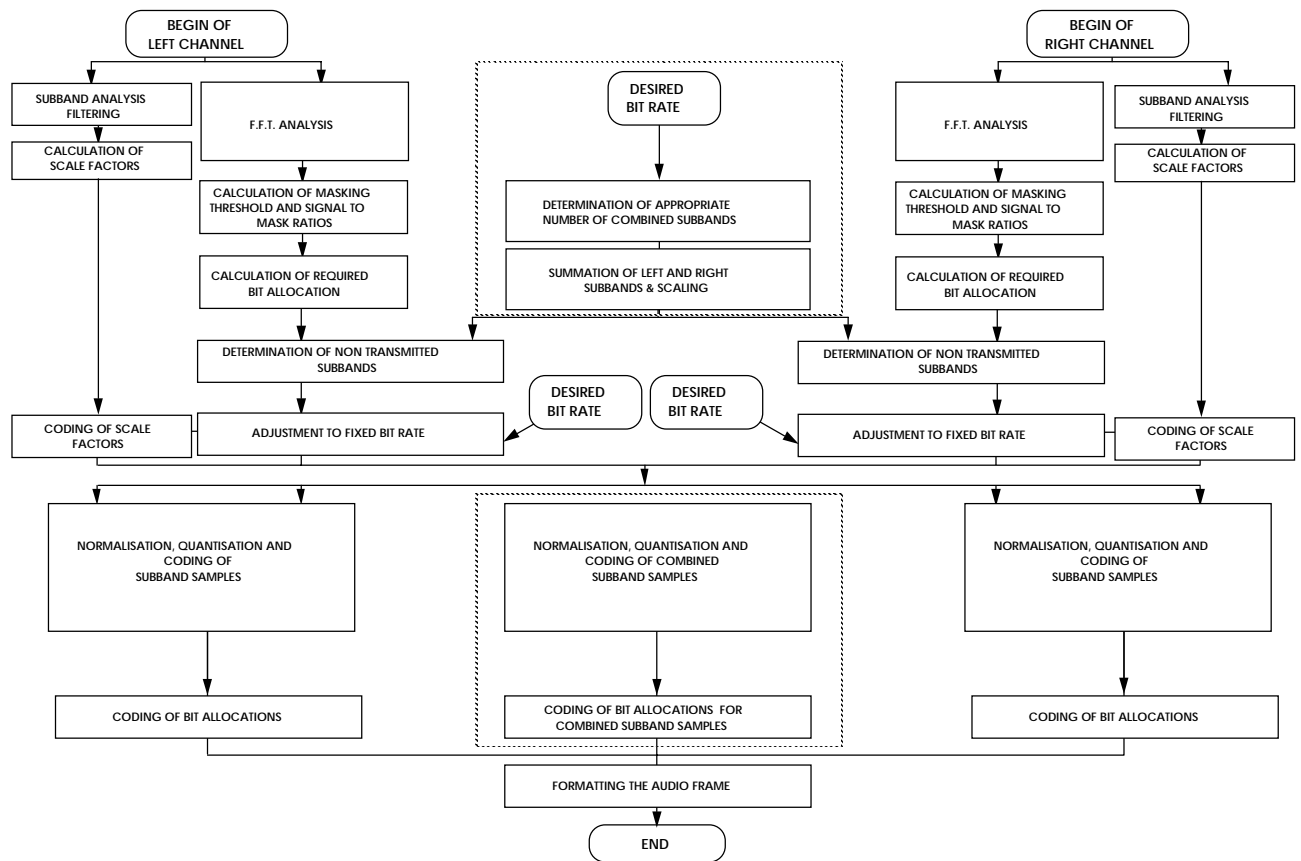 BEGIN OF
LEFT CHANNEL
BEGIN OF
RIGHT CHANNEL
SUBBAND ANALYSIS
FILTERING
F.F.T. ANALYSIS
DESIRED
BIT RATE
F.F.T. ANALYSIS
SUBBAND ANALYSIS
FILTERING
CALCULATION OF
SCALE FACTORS
CALCULATION OF
SCALE FACTORS
CALCULATION OF MASKING
THRESHOLD AND SIGNAL TO
MASK RATIOS
DETERMINATION OF APPROPRIATE
NUMBER OF COMBINED SUBBANDS
CALCULATION OF MASKING
THRESHOLD AND SIGNAL TO
MASK RATIOS
CALCULATION OF REQUIRED
BIT ALLOCATION
SUMMATION OF LEFT AND RIGHT
SUBBANDS & SCALING
CALCULATION OF REQUIRED
BIT ALLOCATION
DETERMINATION OF NON TRANSMITTED
SUBBANDS
DETERMINATION OF NON TRANSMITTED
SUBBANDS
DESIRED
BIT RATE
DESIRED
BIT RATE
CODING OF SCALE
FACTORS
ADJUSTMENT TO FIXED BIT RATE
ADJUSTMENT TO FIXED BIT RATE
CODING OF SCALE
FACTORS
NORMALISATION, QUANTISATION AND
CODING OF
SUBBAND SAMPLES
NORMALISATION, QUANTISATION AND
CODING OF COMBINED
SUBBAND SAMPLES
NORMALISATION, QUANTISATION AND
CODING OF
SUBBAND SAMPLES
CODING OF BIT ALLOCATIONS
CODING OF BIT ALLOCATIONS FOR
COMBINED SUBBAND SAMPLES
CODING OF BIT ALLOCATIONS
FORMATTING THE AUDIO FRAME
END